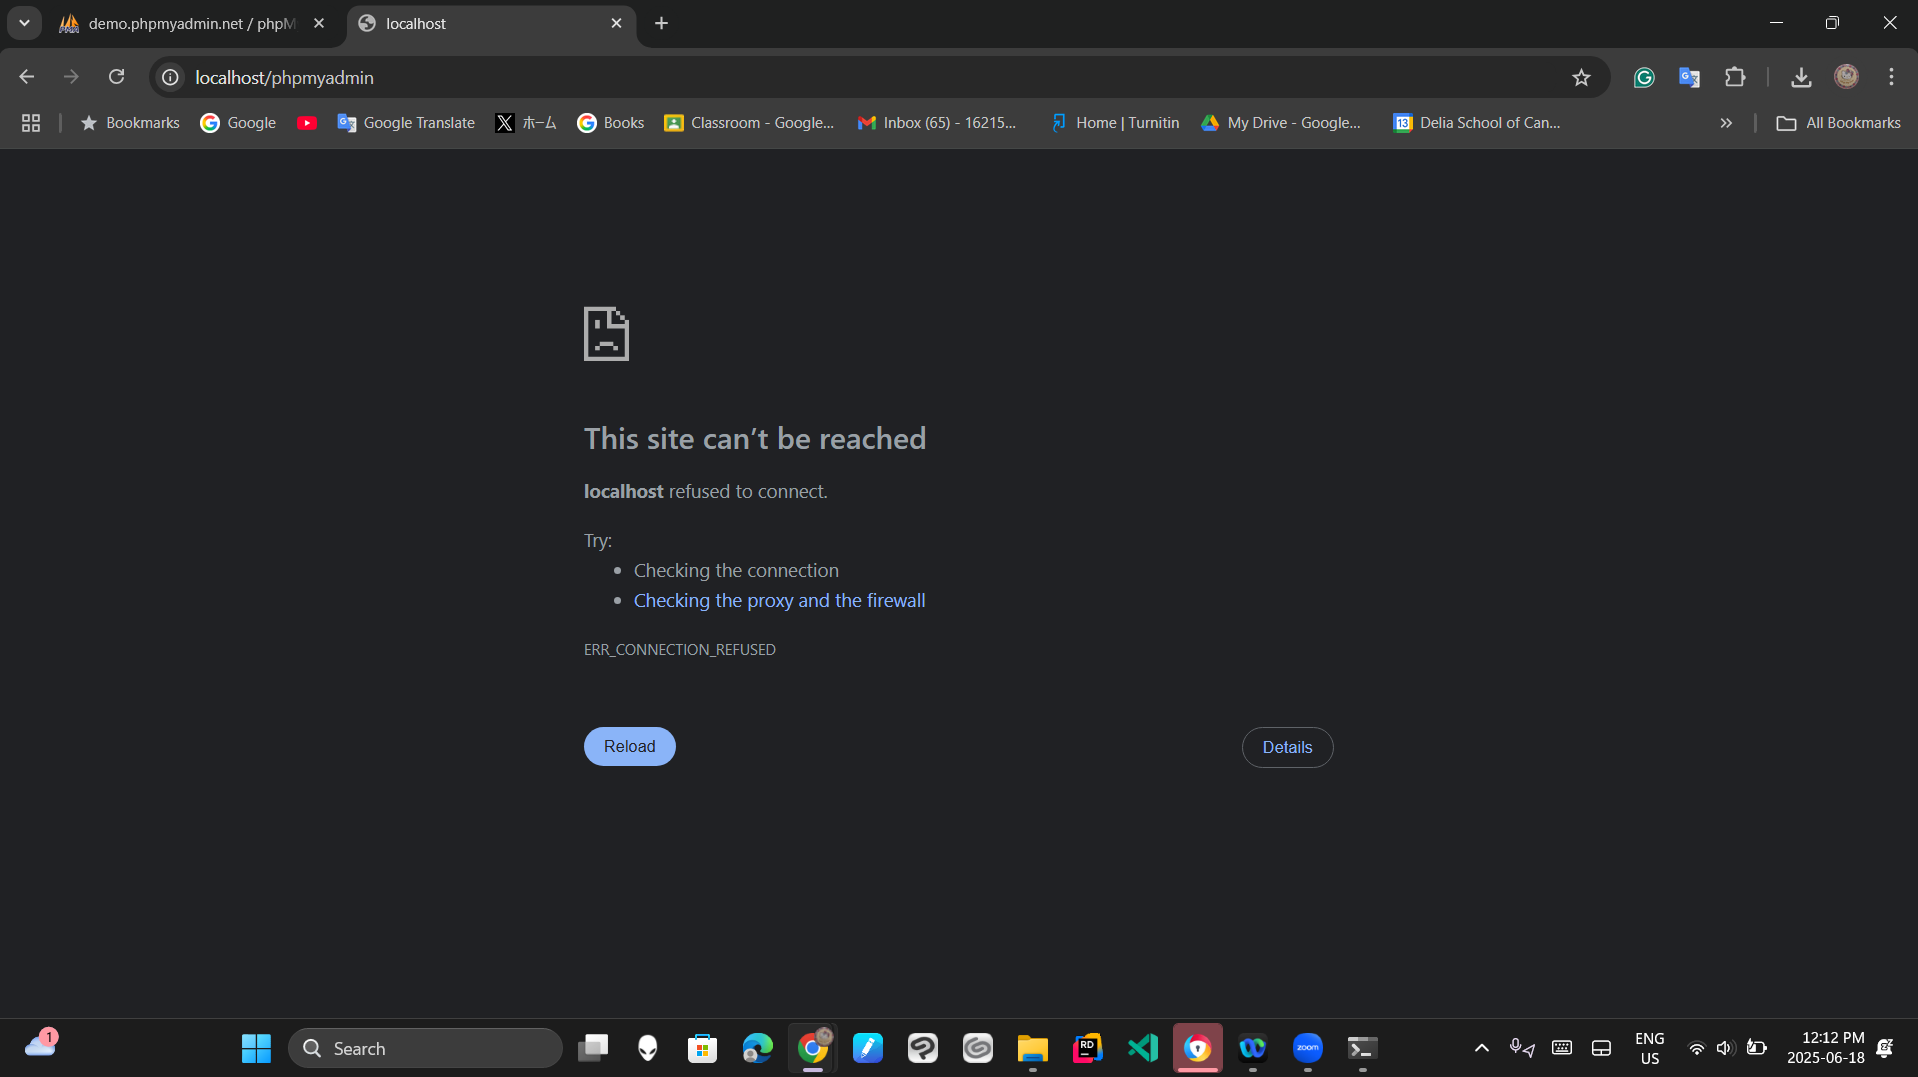 demo.phpmyadmin.net / phpM
localhost
localhost/phpmyadmin
Bookmarks
Google
Google Translate
ホーム
Books
Classroom - Google...
Inbox (65) - 16215...
Home | Turnitin
My Drive - Google...
13
Delia School of Can...
All Bookmarks
This site can't be reached
localhost refused to connect.
Try:
Checking the connection
Checking the proxy and the firewall
ERR_CONNECTION_REFUSED
Reload
Details
1
Search
RD
zoom
ENG
US
12:12 PM
2025-06-18